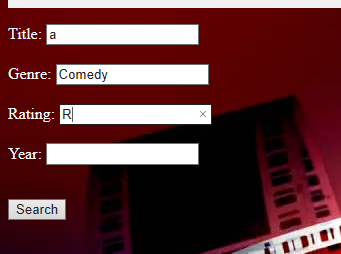 Title: a
Genre: Comedy
Rating: R
Year:
Search